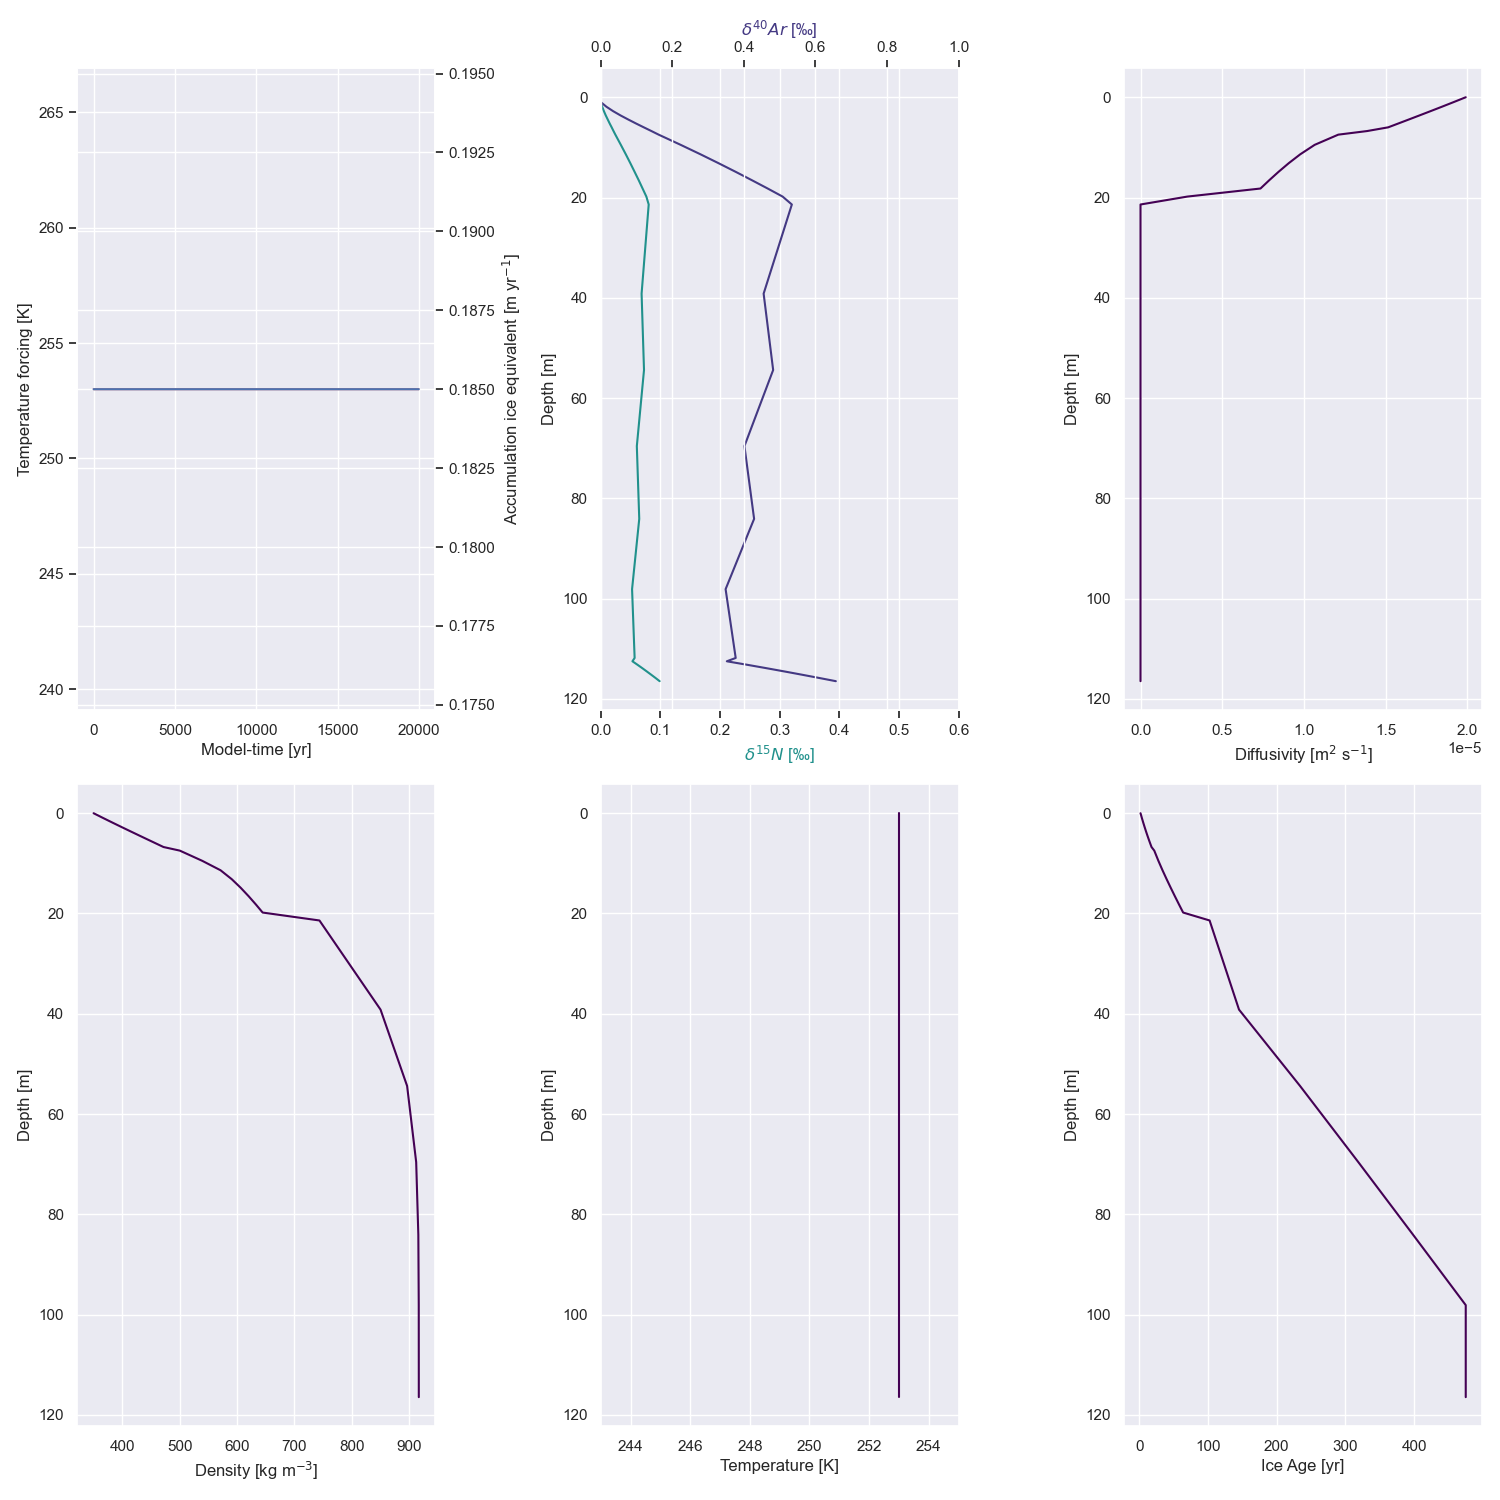 δ⁴⁰Ar [‰]
0.0 0.2 0.4 0.6 0.8 1.0
Temperature forcing [K]
265
260
255
250
245
240
0.1950
0.1925
0.1900
0.1875
0.1850
0.1825
0.1800
0.1775
0.1750
Accumulation ice equivalent [m yr⁻¹]
0 5000 10000 15000 20000
Model-time [yr]
Depth [m]
0
20
40
60
80
100
120
0.0 0.1 0.2 0.3 0.4 0.5 0.6
δ¹⁵N [‰]
Depth [m]
0
20
40
60
80
100
120
0.0 0.5 1.0 1.5 2.0
1e−5
Diffusivity [m² s⁻¹]
Depth [m]
0
20
40
60
80
100
120
400 500 600 700 800 900
Density [kg m⁻³]
Depth [m]
0
20
40
60
80
100
120
244 246 248 250 252 254
Temperature [K]
Depth [m]
0
20
40
60
80
100
120
0 100 200 300 400
Ice Age [yr]